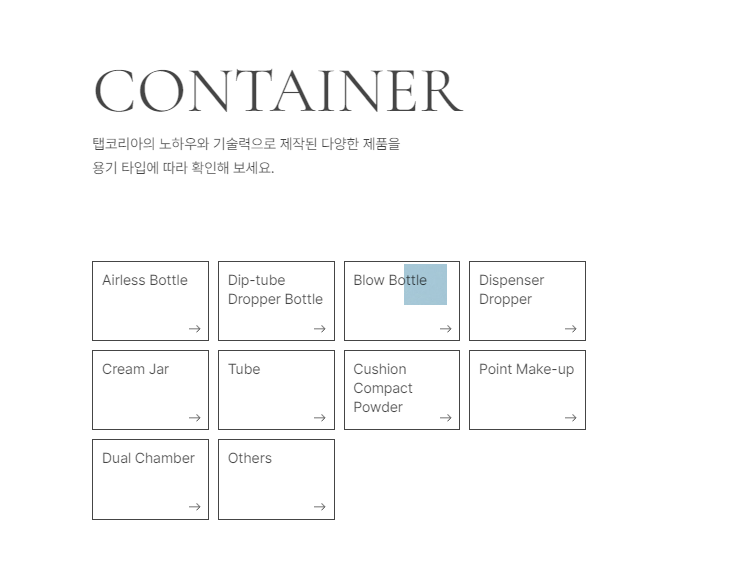 CONTAINER
탭코리아의 노하우와 기술력으로 제작된 다양한 제품을
용기 타입에 따라 확인해 보세요.
Airless Bottle
Dip-tube
Dropper Bottle
Blow Bottle
Dispenser
Dropper
Cream Jar
Tube
Cushion
Compact
Powder
Point Make-up
Dual Chamber
Others